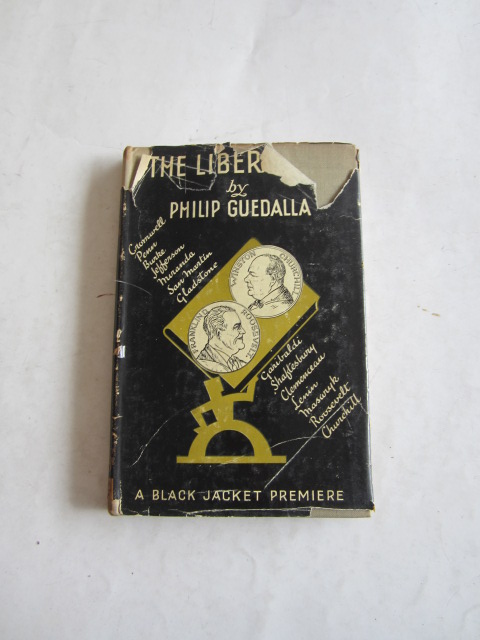 THE LIBER
by
PHILIP GUEDALLA
Cromwell
Penn
Burke
Jefferson
Miranda
San Martin
Gladstone
WINSTON CHURCHILL
FRANKLIN D. ROOSEVELT
Garibaldi
Shaftesbury
Clemenceau
Lenin
Masaryk
Roosevelt
Churchill
A BLACK JACKET PREMIERE